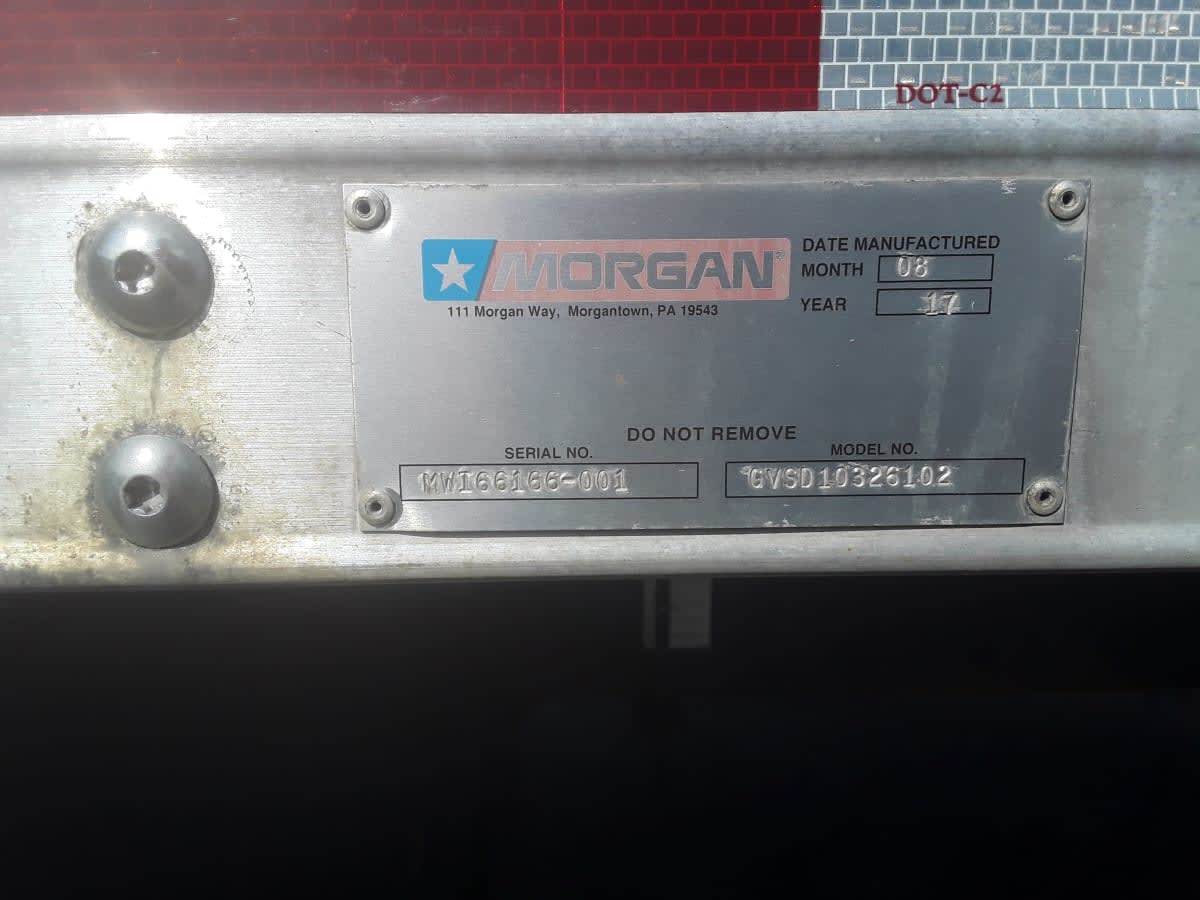 DOT-C2
MORGAN®
111 Morgan Way, Morgantown, PA 19543
DATE MANUFACTURED
MONTH 08
YEAR 17
DO NOT REMOVE
SERIAL NO.
MWI66166-001
MODEL NO.
GVSD10326102